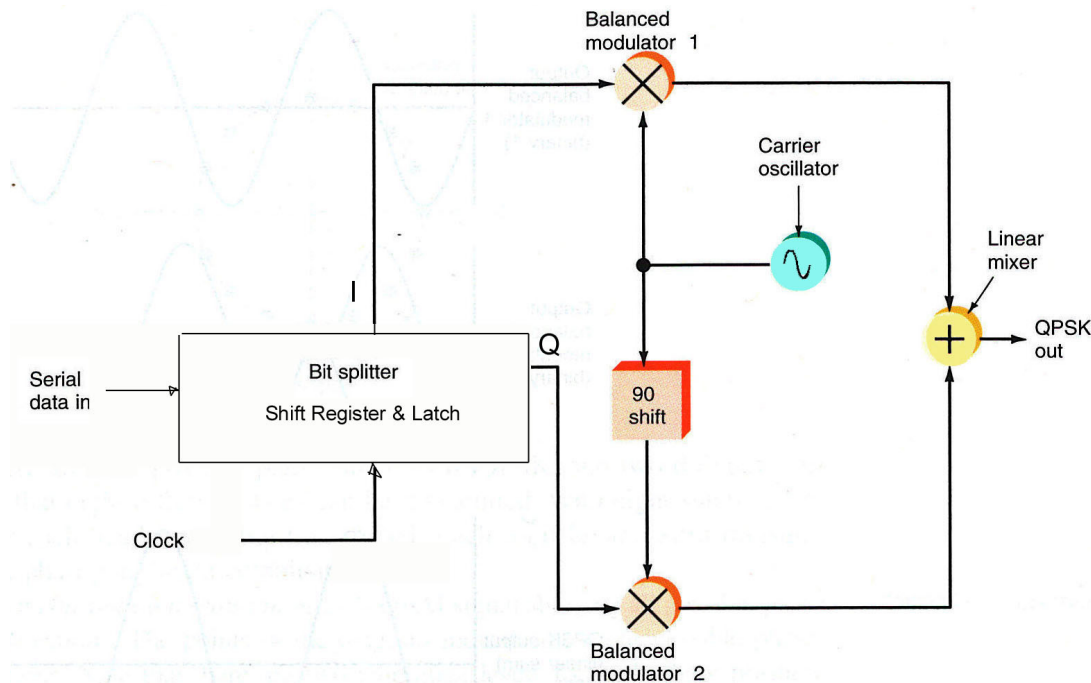 Balanced
modulator 1
Carrier
oscillator
Linear
mixer
I
Q
QPSK
out
Serial
data in
Bit splitter
Shift Register & Latch
90
shift
Clock
Balanced
modulator 2